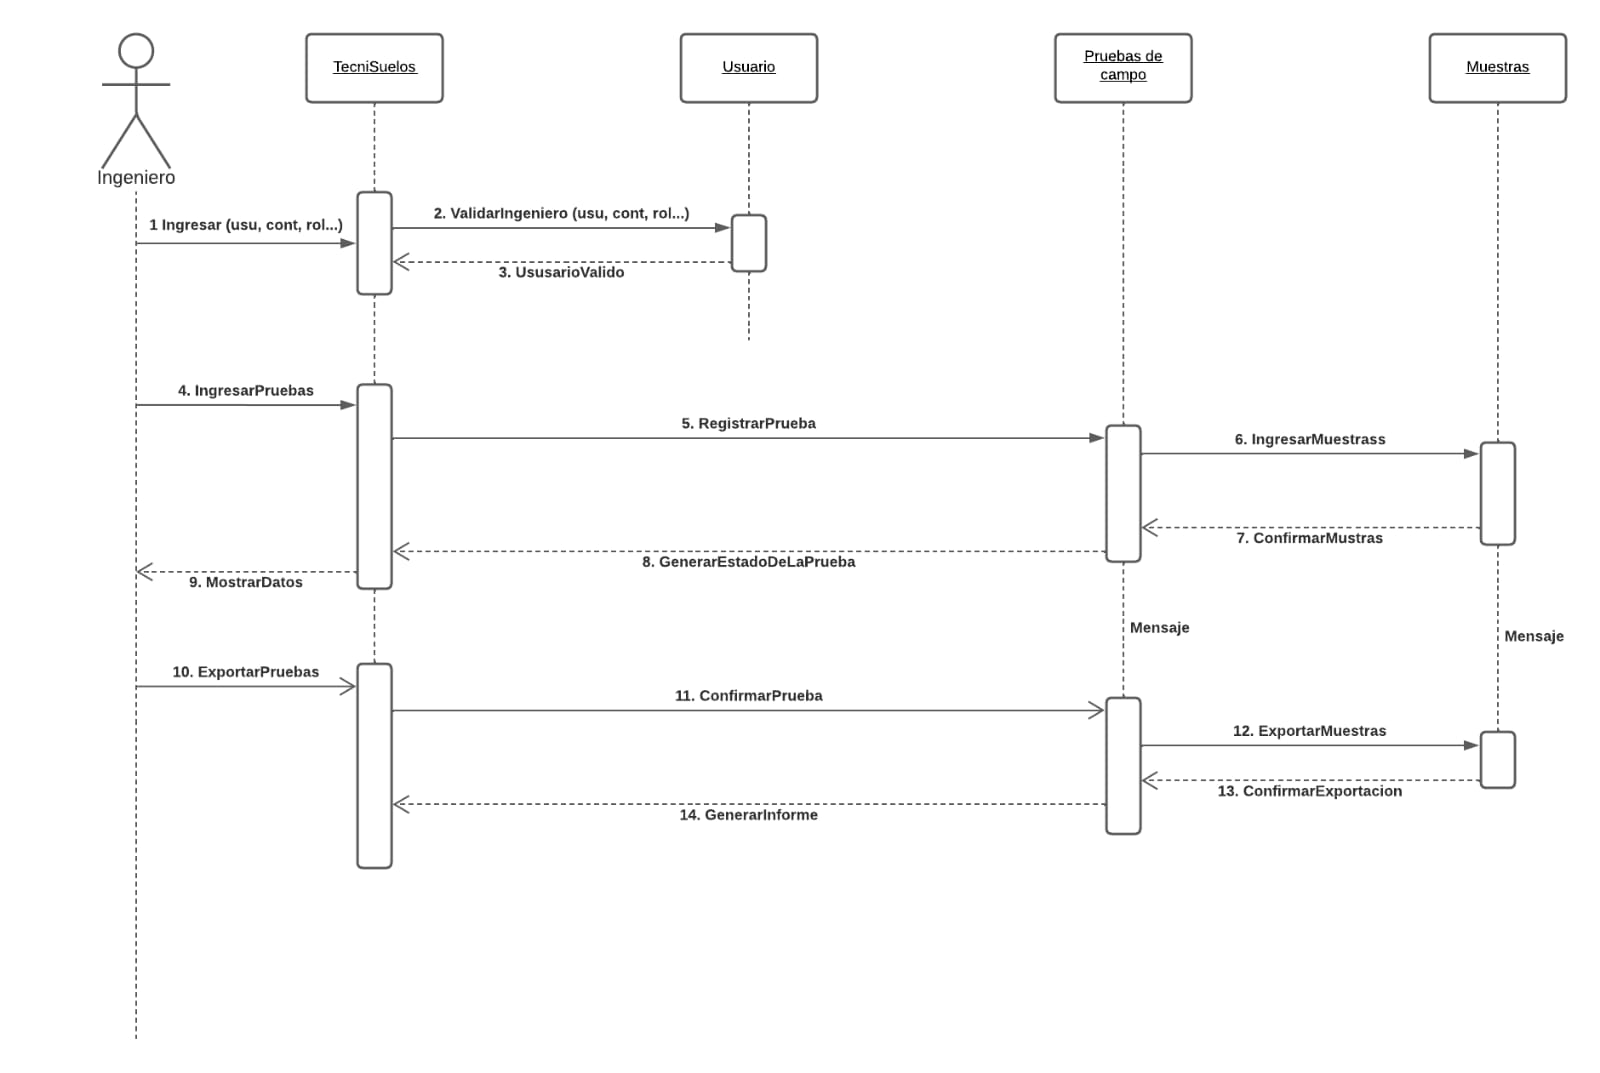 TecniSuelos
Usuario
Pruebas de
campo
Muestras
Ingeniero
1 Ingresar (usu, cont, rol...)
2. ValidarIngeniero (usu, cont, rol...)
3. UsusarioValido
4. IngresarPruebas
5. RegistrarPrueba
6. IngresarMuestrass
7. ConfirmarMustras
8. GenerarEstadoDeLaPrueba
9. MostrarDatos
Mensaje
Mensaje
10. ExportarPruebas
11. ConfirmarPrueba
12. ExportarMuestras
13. ConfirmarExportacion
14. GenerarInforme